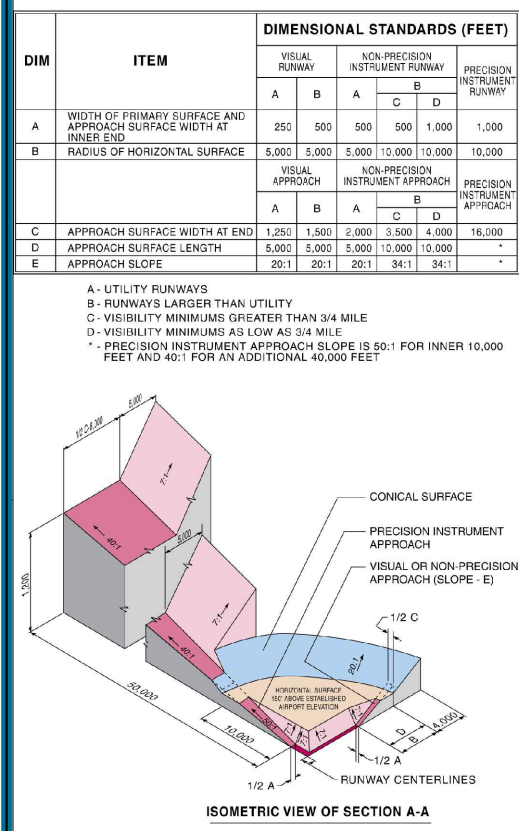 DIMENSIONAL STANDARDS (FEET)
DIM ITEM
VISUAL RUNWAY
NON-PRECISION INSTRUMENT RUNWAY
PRECISION INSTRUMENT RUNWAY
A B A B
C D
A WIDTH OF PRIMARY SURFACE AND APPROACH SURFACE WIDTH AT INNER END 250 500 500 500 1,000 1,000
B RADIUS OF HORIZONTAL SURFACE 5,000 5,000 5,000 10,000 10,000 10,000
VISUAL APPROACH
NON-PRECISION INSTRUMENT APPROACH
PRECISION INSTRUMENT APPROACH
A B A B
C D
C APPROACH SURFACE WIDTH AT END 1,250 1,500 2,000 3,500 4,000 16,000
D APPROACH SURFACE LENGTH 5,000 5,000 5,000 10,000 10,000 *
E APPROACH SLOPE 20:1 20:1 20:1 34:1 34:1 *
A - UTILITY RUNWAYS
B - RUNWAYS LARGER THAN UTILITY
C - VISIBILITY MINIMUMS GREATER THAN 3/4 MILE
D - VISIBILITY MINIMUMS AS LOW AS 3/4 MILE
* - PRECISION INSTRUMENT APPROACH SLOPE IS 50:1 FOR INNER 10,000
FEET AND 40:1 FOR AN ADDITIONAL 40,000 FEET
5,000
1/2 C-8,000
7:1
40:1
5,000
1,200
7:1
40:1
50,000
10,000
CONICAL SURFACE
PRECISION INSTRUMENT
APPROACH
VISUAL OR NON-PRECISION
APPROACH (SLOPE - E)
1/2 C
20:1
HORIZONTAL SURFACE
150' ABOVE ESTABLISHED
AIRPORT ELEVATION
50:1
7:1
7:1
D
B
4,000
1/2 A
1/2 A
RUNWAY CENTERLINES
ISOMETRIC VIEW OF SECTION A-A